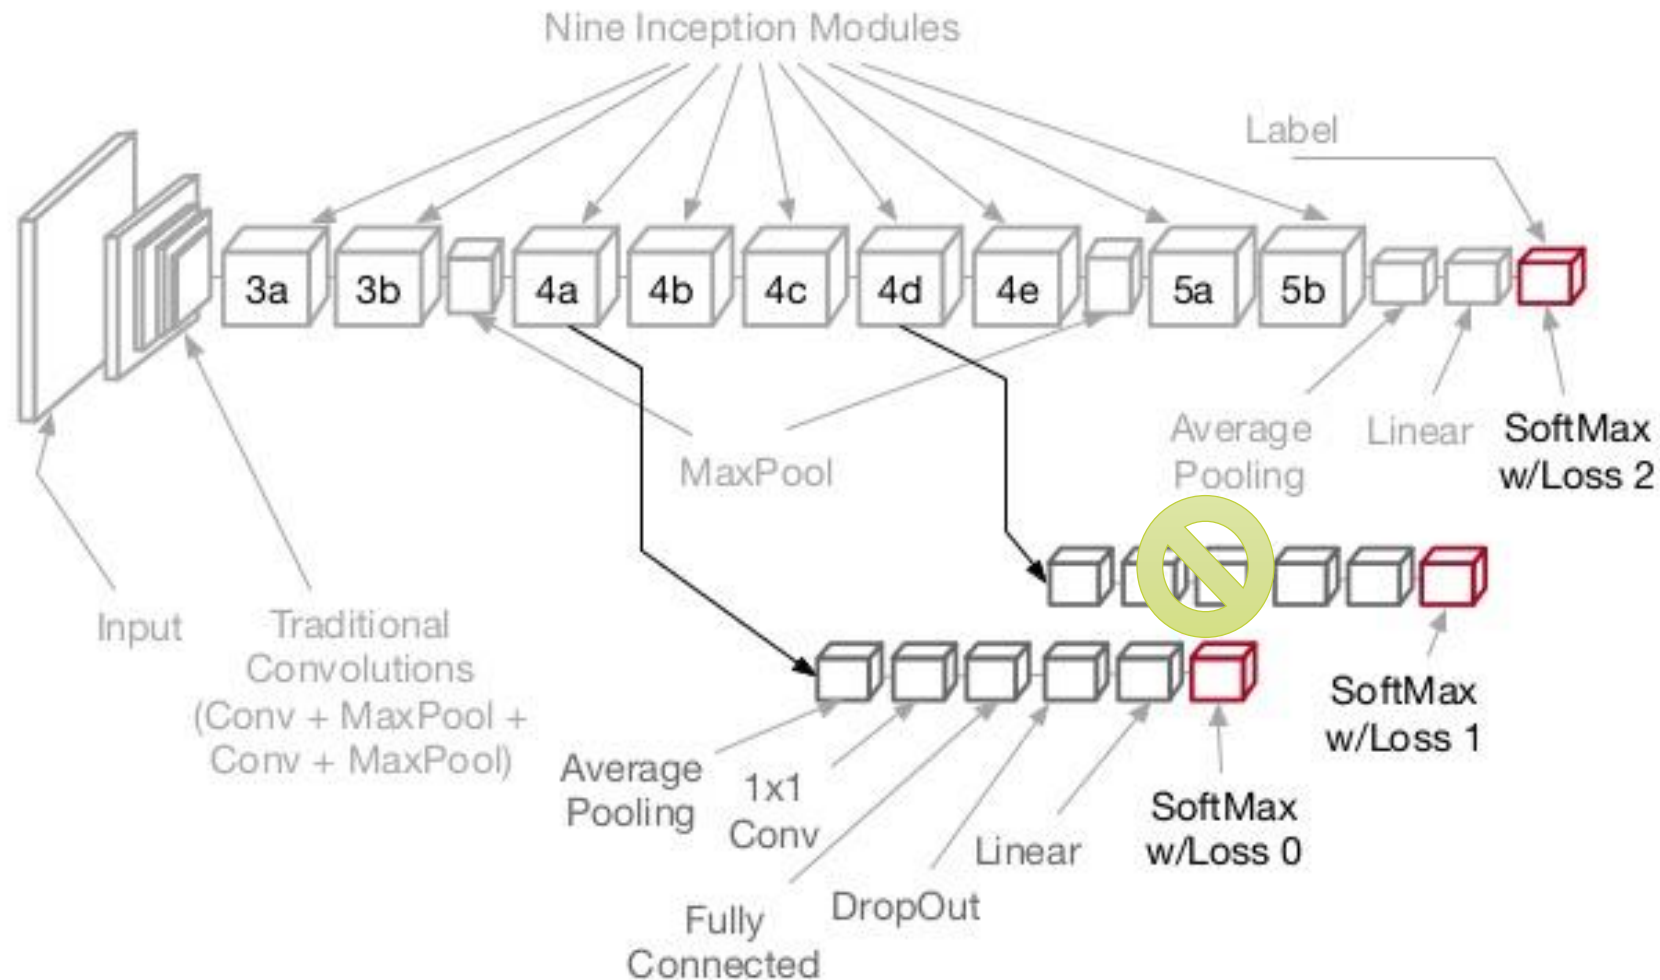 Nine Inception Modules
Label
3a
3b
4a
4b
4c
4d
4e
5a
5b
Average
Pooling
Linear
SoftMax
w/Loss 2
MaxPool
Input
Traditional
Convolutions
(Conv + MaxPool +
Conv + MaxPool)
SoftMax
w/Loss 1
Average
Pooling
1x1
Conv
Fully
Connected
DropOut
Linear
SoftMax
w/Loss 0